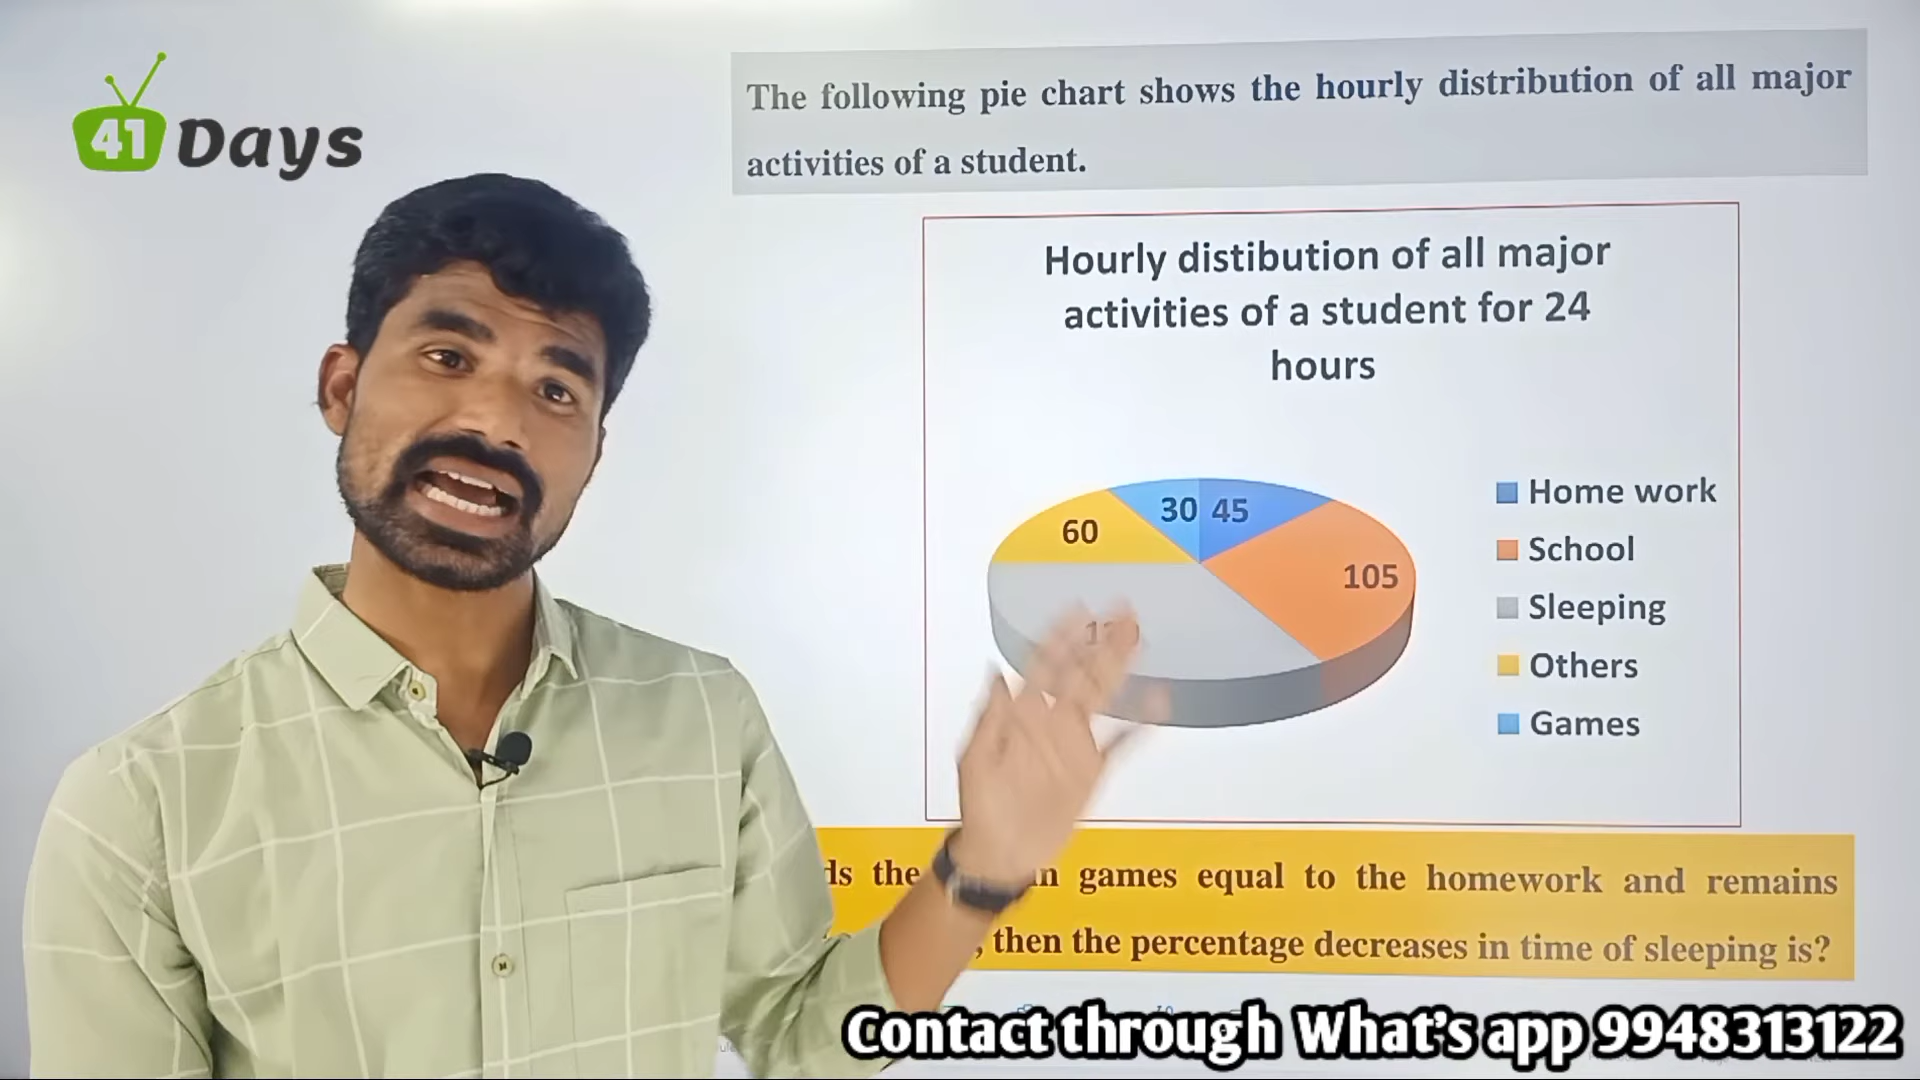 41 Days
The following pie chart shows the hourly distribution of all major
activities of a student.
Hourly distibution of all major
activities of a student for 24
hours
30 45
60
105
Home work
School
Sleeping
Others
Games
the games equal to the homework and remains
, then the percentage decreases in time of sleeping is?
Contact through What's app 9948313122